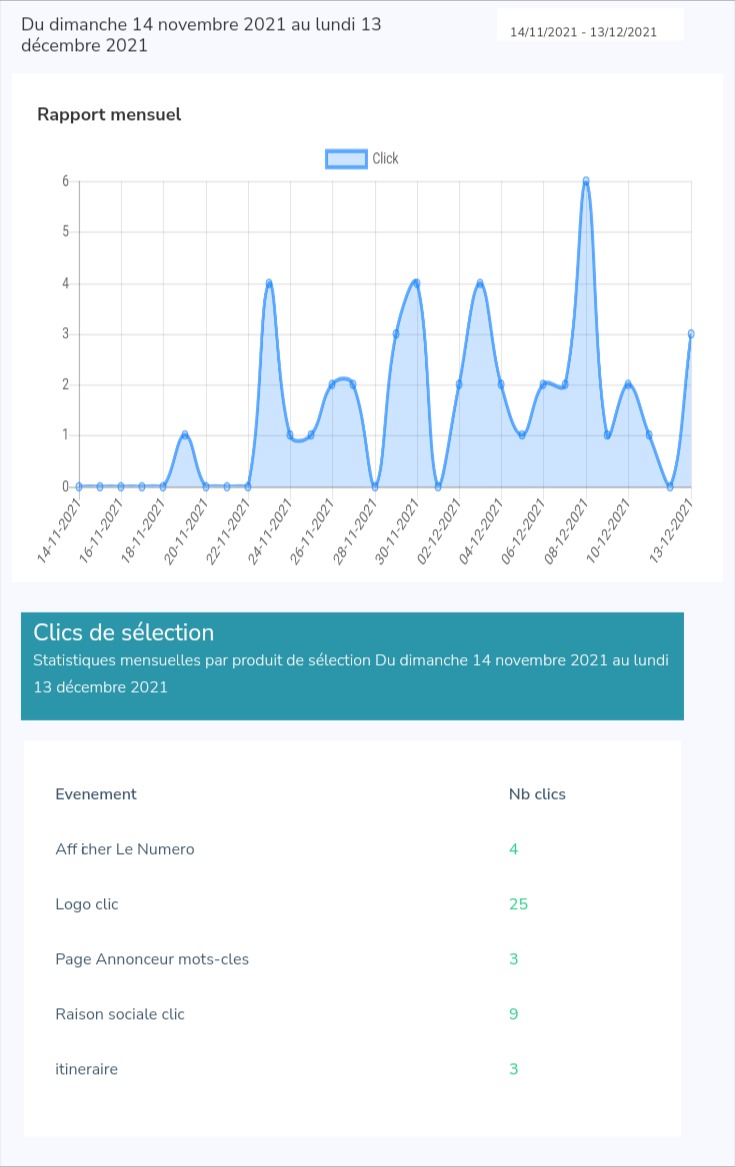 Du dimanche 14 novembre 2021 au lundi 13
décembre 2021
14/11/2021 - 13/12/2021
Rapport mensuel
Click
6
5
4
3
2
1
0
14-11-2021
16-11-2021
18-11-2021
20-11-2021
22-11-2021
24-11-2021
26-11-2021
28-11-2021
30-11-2021
02-12-2021
04-12-2021
06-12-2021
08-12-2021
10-12-2021
13-12-2021
Clics de sélection
Statistiques mensuelles par produit de sélection Du dimanche 14 novembre 2021 au lundi
13 décembre 2021
Evenement Nb clics
Afficher Le Numero 4
Logo clic 25
Page Annonceur mots-cles 3
Raison sociale clic 9
itineraire 3